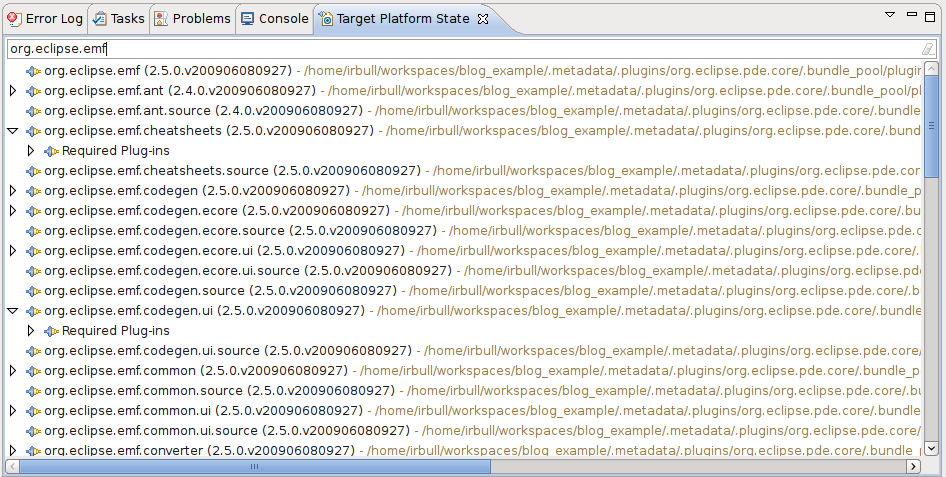 Error Log Tasks Problems Console Target Platform State
org.eclipse.emf
org.eclipse.emf (2.5.0.v200906080927) - /home/irbull/workspaces/blog_example/.metadata/.plugins/org.eclipse.pde.core/.bundle_pool/plugin
org.eclipse.emf.ant (2.4.0.v200906080927) - /home/irbull/workspaces/blog_example/.metadata/.plugins/org.eclipse.pde.core/.bundle_pool/pl
org.eclipse.emf.ant.source (2.4.0.v200906080927) - /home/irbull/workspaces/blog_example/.metadata/.plugins/org.eclipse.pde.core/.bundle
org.eclipse.emf.cheatsheets (2.5.0.v200906080927) - /home/irbull/workspaces/blog_example/.metadata/.plugins/org.eclipse.pde.core/.bund
Required Plug-ins
org.eclipse.emf.cheatsheets.source (2.5.0.v200906080927) - /home/irbull/workspaces/blog_example/.metadata/.plugins/org.eclipse.pde.cor
org.eclipse.emf.codegen (2.5.0.v200906080927) - /home/irbull/workspaces/blog_example/.metadata/.plugins/org.eclipse.pde.core/.bundle_p
org.eclipse.emf.codegen.ecore (2.5.0.v200906080927) - /home/irbull/workspaces/blog_example/.metadata/.plugins/org.eclipse.pde.core/.bu
org.eclipse.emf.codegen.ecore.source (2.5.0.v200906080927) - /home/irbull/workspaces/blog_example/.metadata/.plugins/org.eclipse.pde.c
org.eclipse.emf.codegen.ecore.ui (2.5.0.v200906080927) - /home/irbull/workspaces/blog_example/.metadata/.plugins/org.eclipse.pde.core/
org.eclipse.emf.codegen.ecore.ui.source (2.5.0.v200906080927) - /home/irbull/workspaces/blog_example/.metadata/.plugins/org.eclipse.pd
org.eclipse.emf.codegen.source (2.5.0.v200906080927) - /home/irbull/workspaces/blog_example/.metadata/.plugins/org.eclipse.pde.core/.b
org.eclipse.emf.codegen.ui (2.5.0.v200906080927) - /home/irbull/workspaces/blog_example/.metadata/.plugins/org.eclipse.pde.core/.bundl
Required Plug-ins
org.eclipse.emf.codegen.ui.source (2.5.0.v200906080927) - /home/irbull/workspaces/blog_example/.metadata/.plugins/org.eclipse.pde.core/
org.eclipse.emf.common (2.5.0.v200906080927) - /home/irbull/workspaces/blog_example/.metadata/.plugins/org.eclipse.pde.core/.bundle_p
org.eclipse.emf.common.source (2.5.0.v200906080927) - /home/irbull/workspaces/blog_example/.metadata/.plugins/org.eclipse.pde.core/.b
org.eclipse.emf.common.ui (2.5.0.v200906080927) - /home/irbull/workspaces/blog_example/.metadata/.plugins/org.eclipse.pde.core/.bundle
org.eclipse.emf.common.ui.source (2.5.0.v200906080927) - /home/irbull/workspaces/blog_example/.metadata/.plugins/org.eclipse.pde.core
org.eclipse.emf.converter (2.5.0.v200906080927) - /home/irbull/workspaces/blog_example/.metadata/.plugins/org.eclipse.pde.core/.bundle_